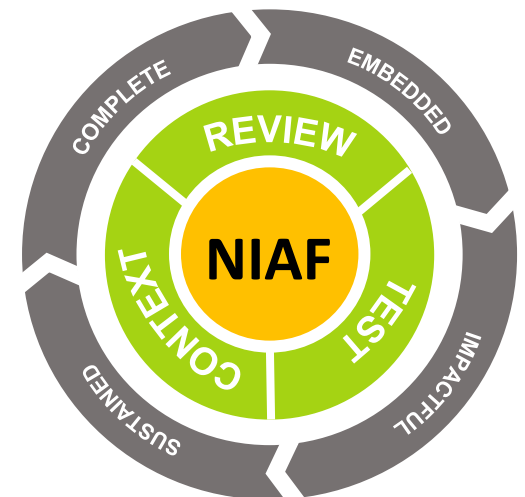 COMPLETE
EMBEDDED
REVIEW
NIAF
CONTEXT
TEST
SUSTAINED
IMPACTFUL